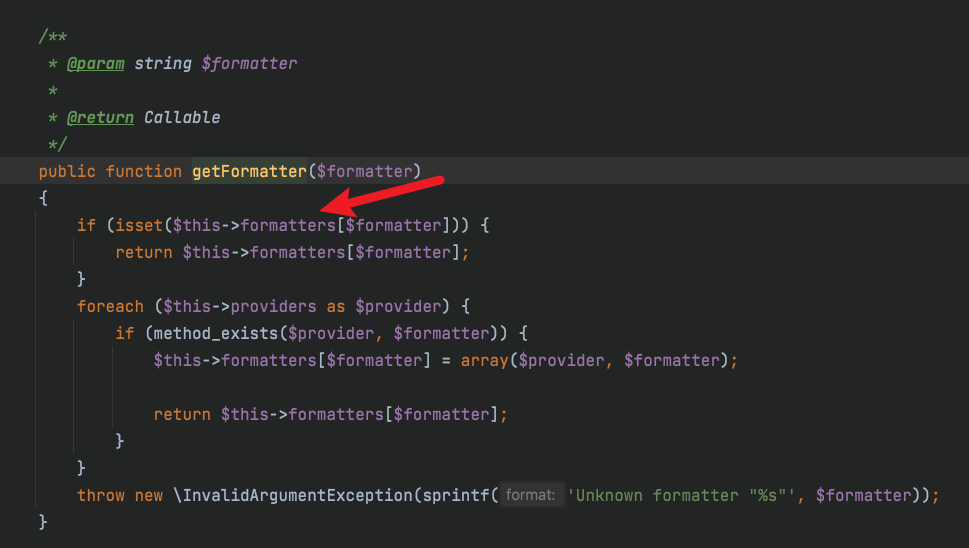 /**
 * @param string $formatter
 *
 * @return Callable
 */
public function getFormatter($formatter)
{
    if (isset($this->formatters[$formatter])) {
        return $this->formatters[$formatter];
    }
    foreach ($this->providers as $provider) {
        if (method_exists($provider, $formatter)) {
            $this->formatters[$formatter] = array($provider, $formatter);

            return $this->formatters[$formatter];
        }
    }
    throw new \InvalidArgumentException(sprintf( format: 'Unknown formatter "%s"', $formatter));
}